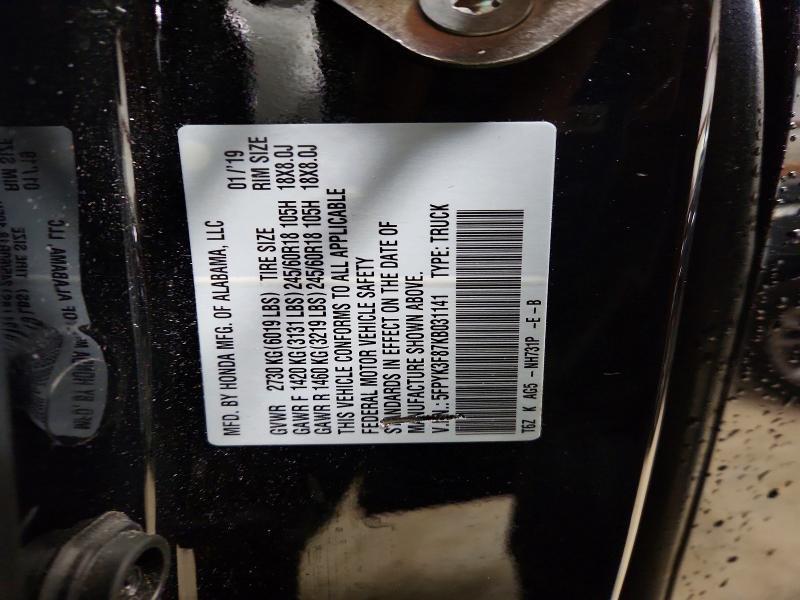 MFD. BY HONDA MFG. OF ALABAMA, LLC 01/'19
GVWR 2730 KG (6019 LBS) TIRE SIZE RIM SIZE
GAWR F 1420 KG (3131 LBS) 245/60R18 105H 18X8.0J
GAWR R 1460 KG (3219 LBS) 245/60R18 105H 18X8.0J
THIS VEHICLE CONFORMS TO ALL APPLICABLE
FEDERAL MOTOR VEHICLE SAFETY
STANDARDS IN EFFECT ON THE DATE OF
MANUFACTURE SHOWN ABOVE.
V.I.N.: 5FPYK3F87KB031141 TYPE: TRUCK
T6Z K AG5 -NH731P -E-B